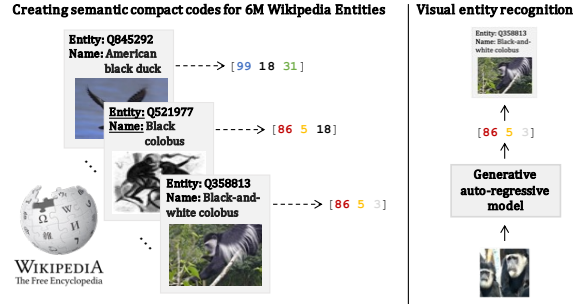 Creating semantic compact codes for 6M Wikipedia Entities
Entity: Q845292
Name: American
black duck
[99 18 31]
Entity: Q521977
Name: Black
colobus
[86 5 18]
Entity: Q358813
Name: Black-and-
white colobus
[86 5 3]
Ω W И
WIKIPEDIA
The Free Encyclopedia
Visual entity recognition
Entity: Q358813
Name: Black-and-
white colobus
[86 5 3]
Generative
auto-regressive
model